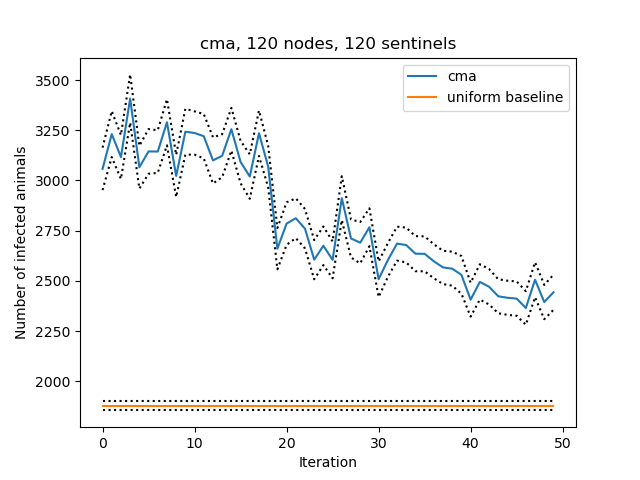 cma, 120 nodes, 120 sentinels
cma
uniform baseline
Number of infected animals
3500
3250
3000
2750
2500
2250
2000
0 10 20 30 40 50
Iteration